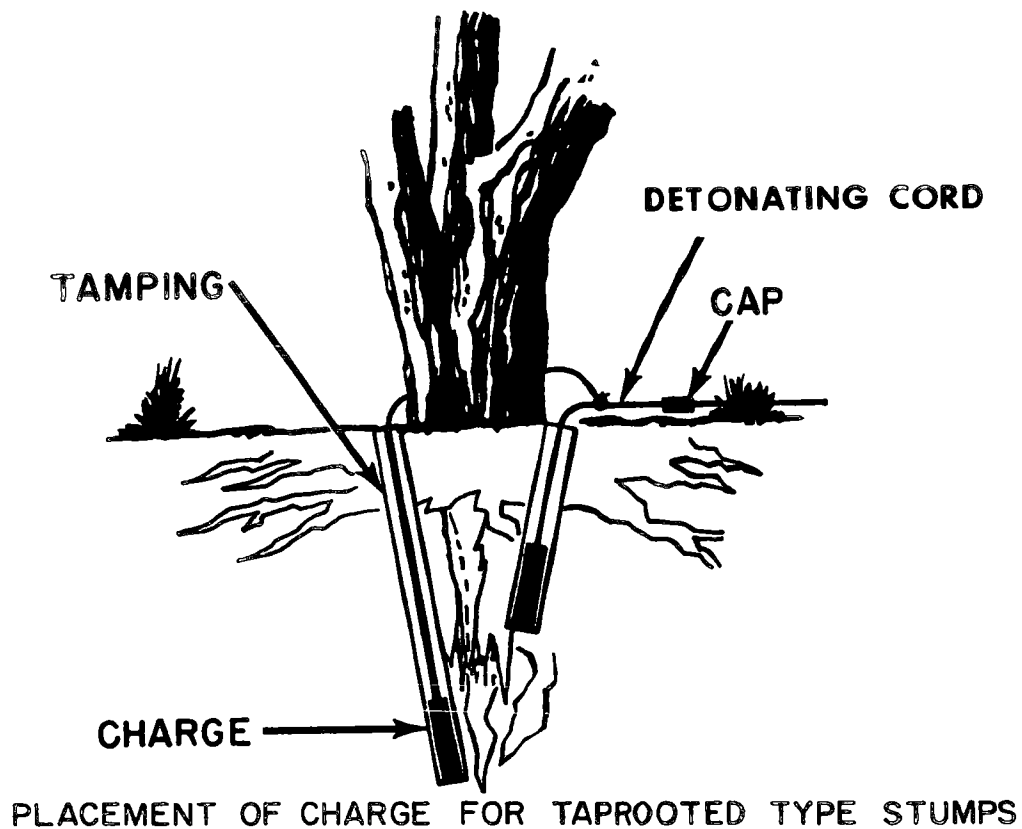 DETONATING CORD
TAMPING
CAP
CHARGE
PLACEMENT OF CHARGE FOR TAPROOTED TYPE STUMPS